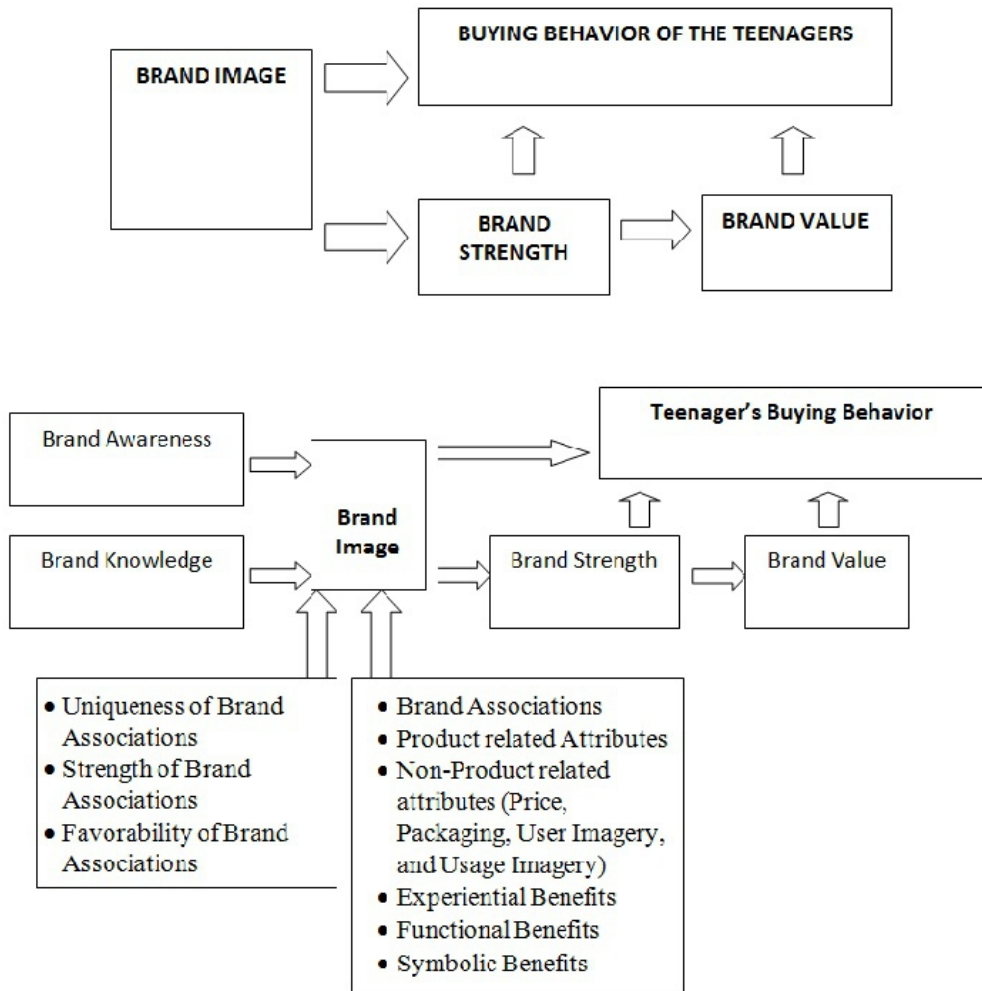 BUYING BEHAVIOR OF THE TEENAGERS
BRAND IMAGE
BRAND
STRENGTH
BRAND VALUE
Teenager's Buying Behavior
Brand Awareness
Brand
Image
Brand Knowledge
Brand Strength
Brand Value
• Uniqueness of Brand
Associations
• Strength of Brand
Associations
• Favorability of Brand
Associations
• Brand Associations
• Product related Attributes
• Non-Product related
attributes (Price,
Packaging, User Imagery,
and Usage Imagery)
• Experiential Benefits
• Functional Benefits
• Symbolic Benefits